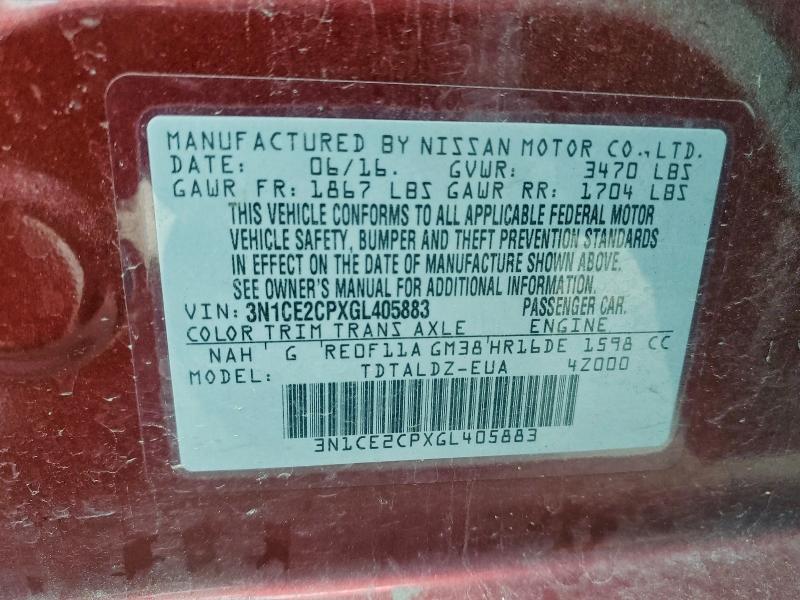 MANUFACTURED BY NISSAN MOTOR CO.,LTD.
DATE: 06/16. GVWR: 3470 LBS
GAWR FR: 1867 LBS GAWR RR: 1704 LBS
THIS VEHICLE CONFORMS TO ALL APPLICABLE FEDERAL MOTOR
VEHICLE SAFETY, BUMPER AND THEFT PREVENTION STANDARDS
IN EFFECT ON THE DATE OF MANUFACTURE SHOWN ABOVE.
SEE OWNER'S MANUAL FOR ADDITIONAL INFORMATION.
VIN: 3N1CE2CPXGL405883 PASSENGER CAR.
COLOR TRIM TRANS AXLE ENGINE
NAH G RE0F11A GM38 HR16DE 1598 CC
MODEL: TDTALDZ-EUA 4Z000
3N1CE2CPXGL405883